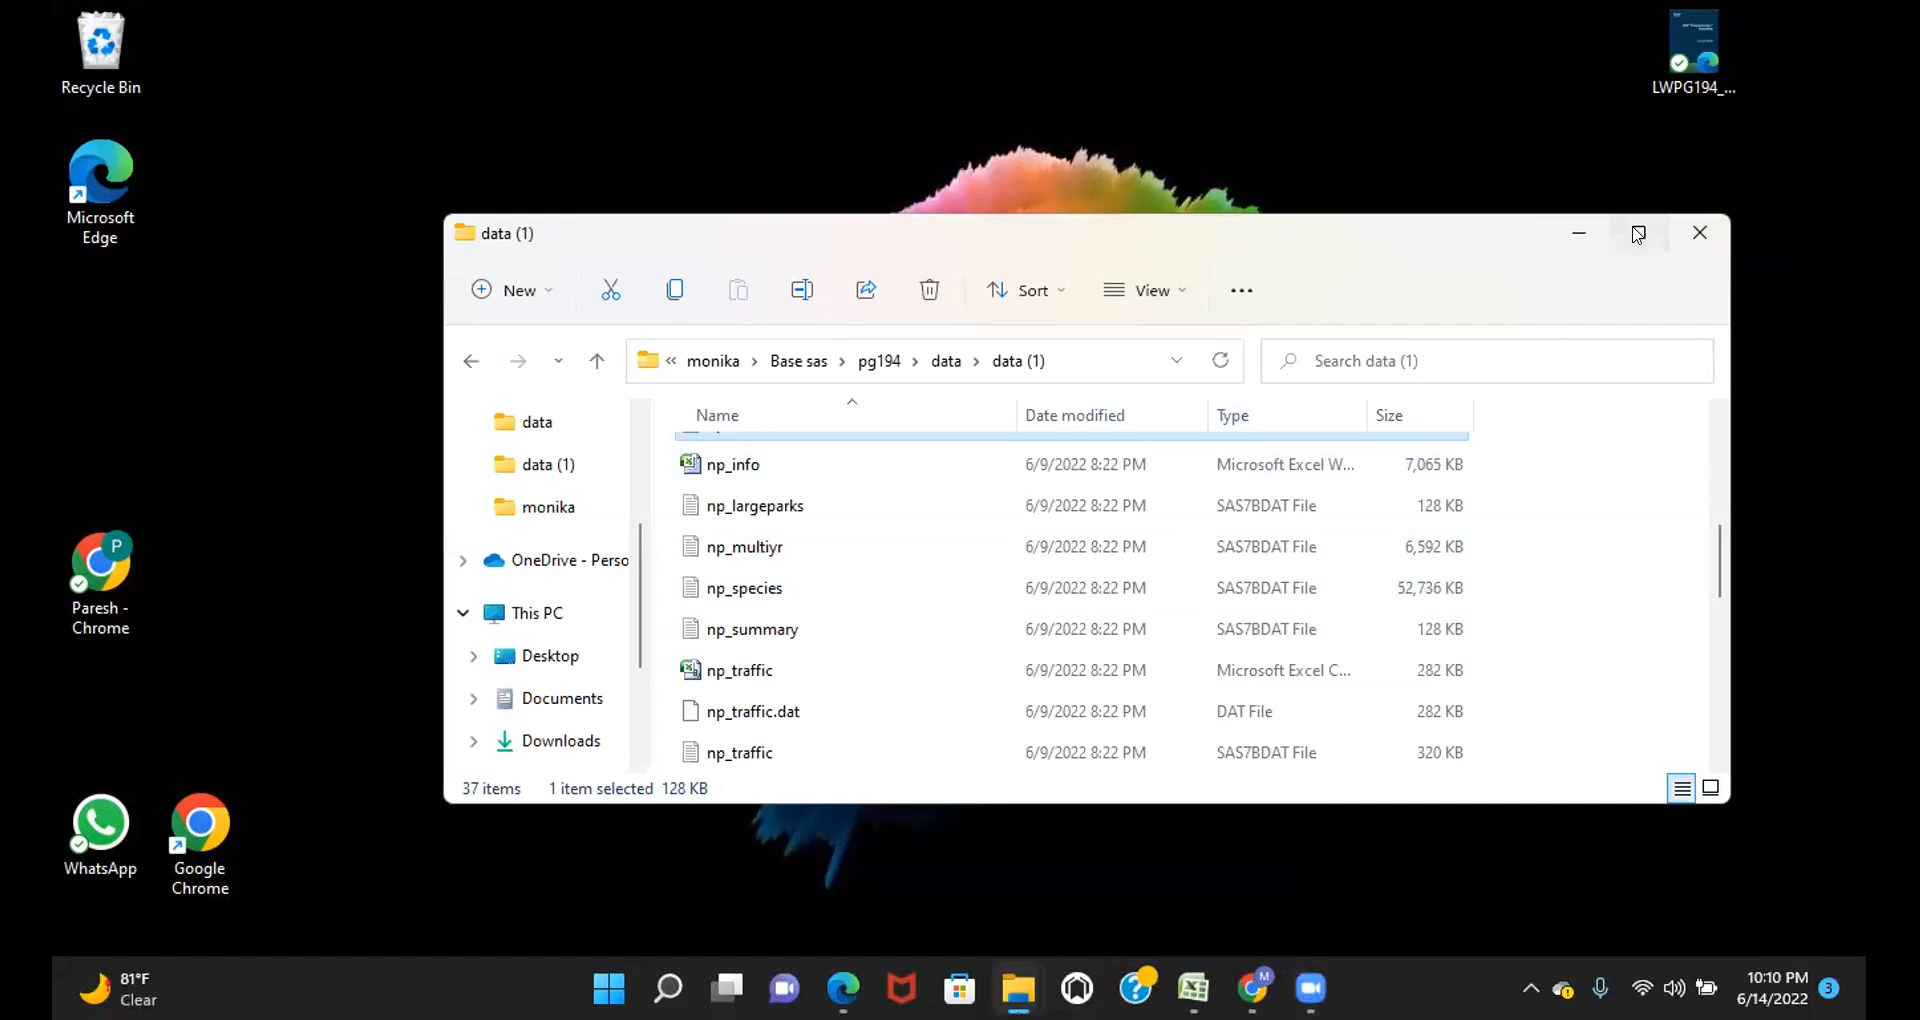 Recycle Bin
LWPG194_...
Microsoft
Edge
Paresh -
Chrome
WhatsApp
Google
Chrome
data (1)
New
Sort
View
monika
Base sas
pg194
data
data (1)
Search data (1)
data
data (1)
monika
OneDrive - Perso
This PC
Desktop
Documents
Downloads
Name Date modified Type Size
np_info 6/9/2022 8:22 PM Microsoft Excel W... 7,065 KB
np_largeparks 6/9/2022 8:22 PM SAS7BDAT File 128 KB
np_multiyr 6/9/2022 8:22 PM SAS7BDAT File 6,592 KB
np_species 6/9/2022 8:22 PM SAS7BDAT File 52,736 KB
np_summary 6/9/2022 8:22 PM SAS7BDAT File 128 KB
np_traffic 6/9/2022 8:22 PM Microsoft Excel C... 282 KB
np_traffic.dat 6/9/2022 8:22 PM DAT File 282 KB
np_traffic 6/9/2022 8:22 PM SAS7BDAT File 320 KB
37 items 1 item selected 128 KB
81°F
Clear
10:10 PM
6/14/2022
3